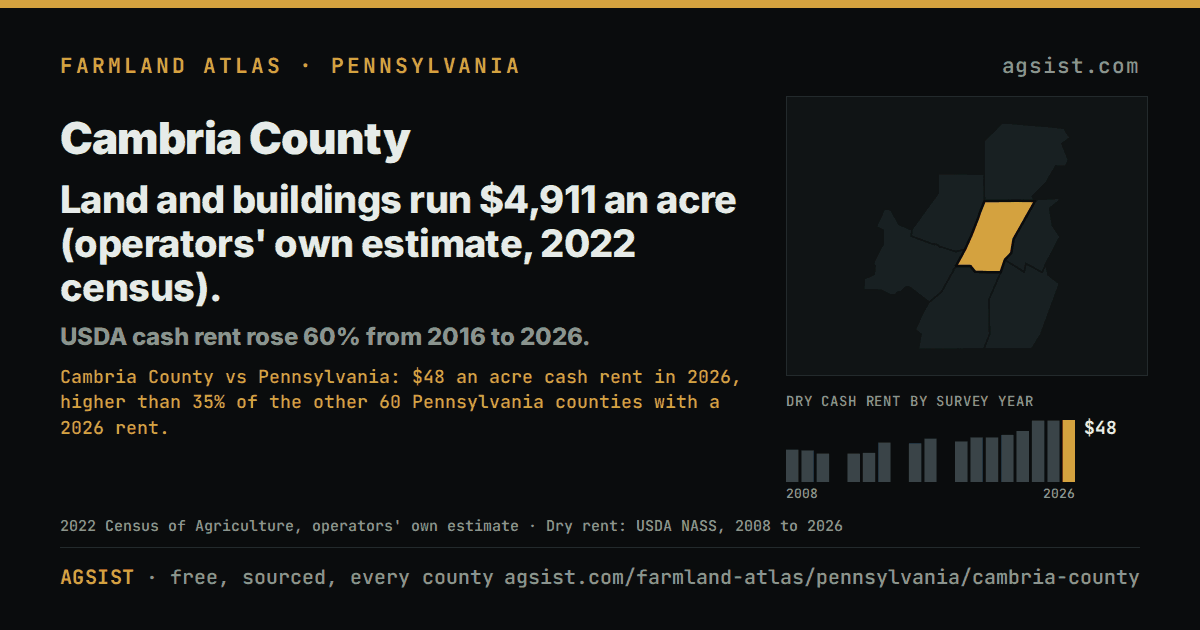 FARMLAND ATLAS · PENNSYLVANIA
agsist.com
Cambria County
Land and buildings run $4,911 an acre
(operators' own estimate, 2022
census).
USDA cash rent rose 60% from 2016 to 2026.
Cambria County vs Pennsylvania: $48 an acre cash rent in 2026,
higher than 35% of the other 60 Pennsylvania counties with a
2026 rent.
DRY CASH RENT BY SURVEY YEAR
$48
2008
2026
2022 Census of Agriculture, operators' own estimate · Dry rent: USDA NASS, 2008 to 2026
AGSIST · free, sourced, every county agsist.com/farmland-atlas/pennsylvania/cambria-county